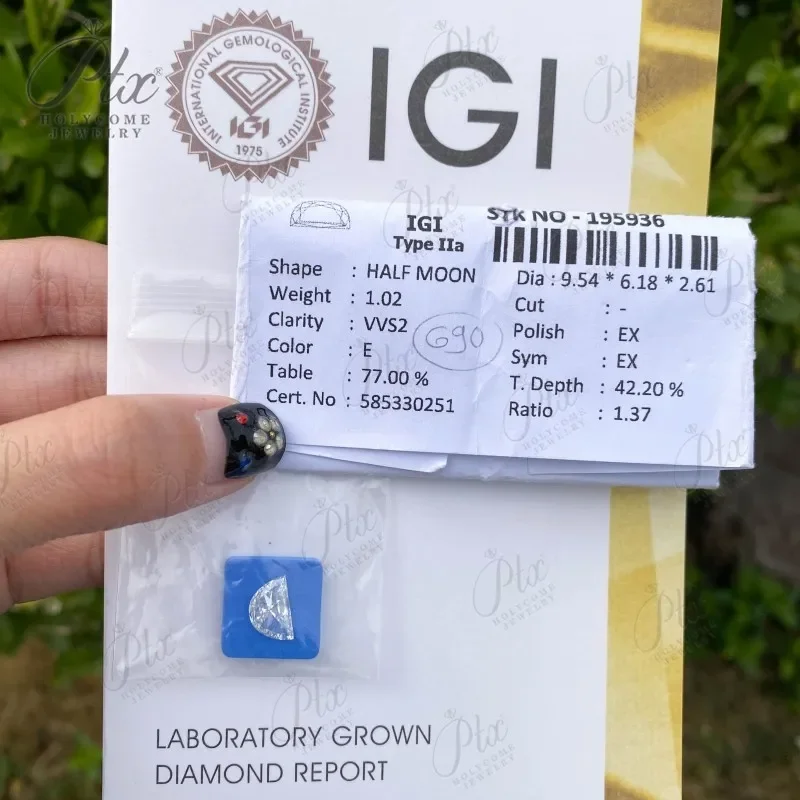 Ptx
HOLYCOME
JEWELRY
INTERNATIONAL GEMOLOGICAL INSTITUTE
IGI
1975
IGI
IGI
Type IIa
STK NO - 195936
Shape : HALF MOON
Weight : 1.02
Clarity : VVS2
Color : E
Table : 77.00 %
Cert. No : 585330251
G90
Dia : 9.54 * 6.18 * 2.61
Cut : -
Polish : EX
Sym : EX
T. Depth : 42.20 %
Ratio : 1.37
LABORATORY GROWN
DIAMOND REPORT